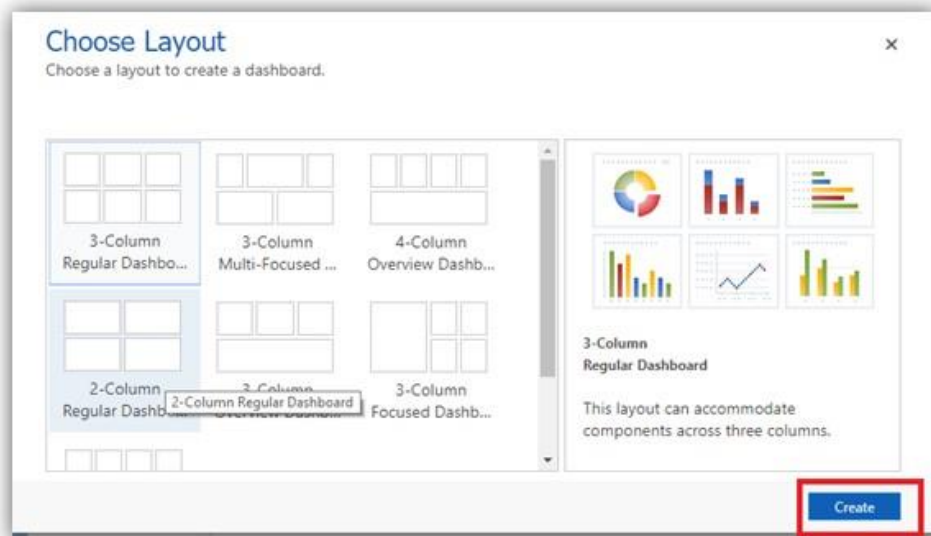 Choose Layout
Choose a layout to create a dashboard.
3-Column
Regular Dashbo...
3-Column
Multi-Focused ...
4-Column
Overview Dashb...
2-Column
Regular Dashb
2-Column Regular Dashboard
3-Column
3-Column
Focused Dashb...
3-Column
Regular Dashboard
This layout can accommodate
components across three columns.
Create